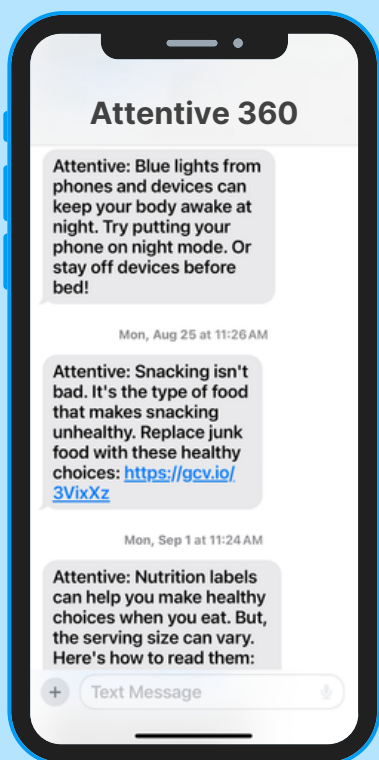 Attentive 360
Attentive: Blue lights from
phones and devices can
keep your body awake at
night. Try putting your
phone on night mode. Or
stay off devices before
bed!
Mon, Aug 25 at 11:26 AM
Attentive: Snacking isn't
bad. It's the type of food
that makes snacking
unhealthy. Replace junk
food with these healthy
choices: https://gcv.io/
3VixXz
Mon, Sep 1 at 11:24 AM
Attentive: Nutrition labels
can help you make healthy
choices when you eat. But,
the serving size can vary.
Here's how to read them:
Text Message